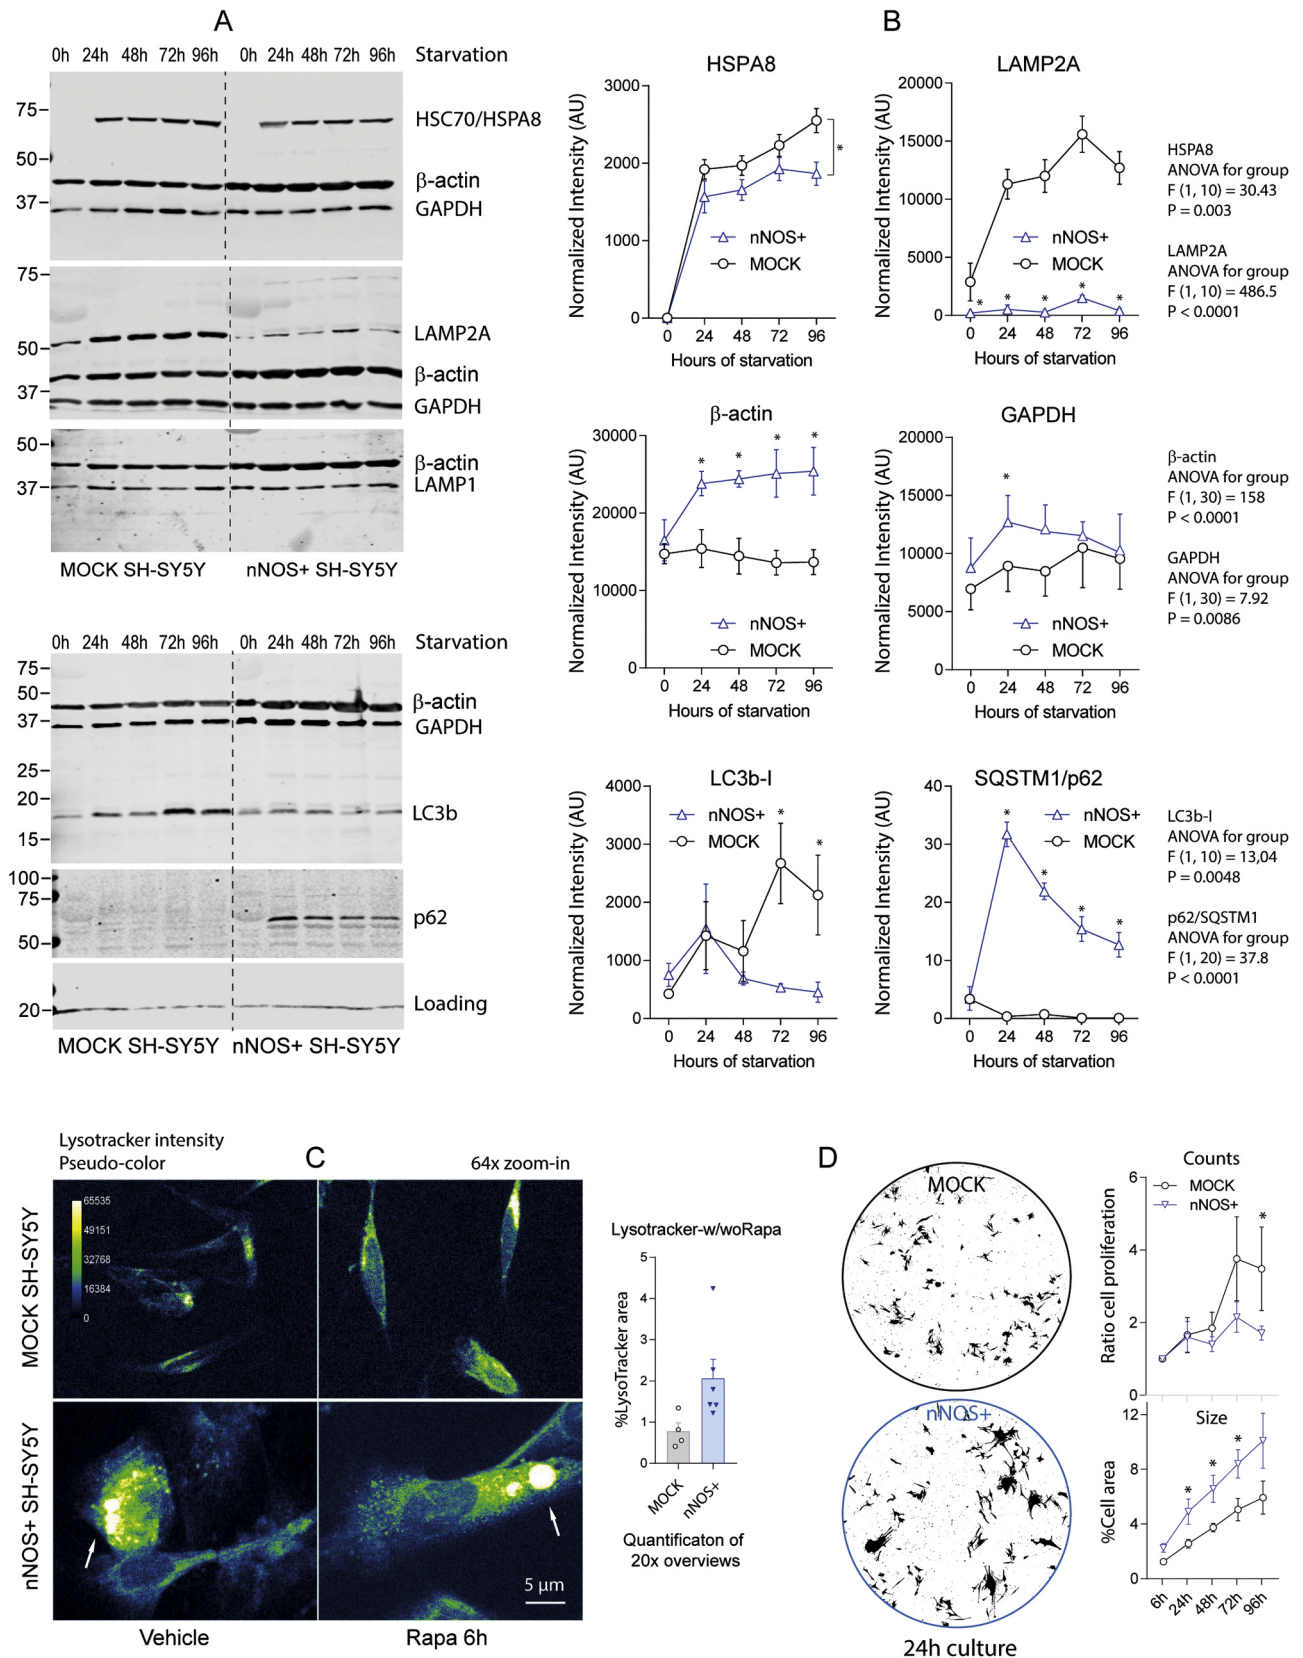 A
0h 24h 48h 72h 96h 0h 24h 48h 72h 96h Starvation
75
HSC70/HSPA8
50
β-actin
37
GAPDH
75
LAMP2A
50
β-actin
37
GAPDH
50
β-actin
37
LAMP1
MOCK SH-SY5Y nNOS+ SH-SY5Y
0h 24h 48h 72h 96h 0h 24h 48h 72h 96h Starvation
75
50
β-actin
37
GAPDH
25
20
LC3b
15
100
75
p62
50
20
Loading
MOCK SH-SY5Y nNOS+ SH-SY5Y
B
HSPA8
Normalized Intensity (AU)
3000
2000
1000
0
*
nNOS+
MOCK
0 24 48 72 96
Hours of starvation
LAMP2A
Normalized Intensity (AU)
20000
15000
10000
5000
0
nNOS+
MOCK
* * * * *
0 24 48 72 96
Hours of starvation
HSPA8
ANOVA for group
F (1, 10) = 30.43
P = 0.003
LAMP2A
ANOVA for group
F (1, 10) = 486.5
P < 0.0001
β-actin
Normalized Intensity (AU)
30000
20000
10000
0
* * * *
nNOS+
MOCK
0 24 48 72 96
Hours of starvation
GAPDH
Normalized Intensity (AU)
20000
15000
10000
5000
0
*
nNOS+
MOCK
0 24 48 72 96
Hours of starvation
β-actin
ANOVA for group
F (1, 30) = 158
P < 0.0001
GAPDH
ANOVA for group
F (1, 30) = 7.92
P = 0.0086
LC3b-I
Normalized Intensity (AU)
4000
3000
2000
1000
0
nNOS+
MOCK
* *
0 24 48 72 96
Hours of starvation
SQSTM1/p62
Normalized Intensity (AU)
40
30
20
10
0
nNOS+
MOCK
* * * *
0 24 48 72 96
Hours of starvation
LC3b-I
ANOVA for group
F (1, 10) = 13,04
P = 0.0048
p62/SQSTM1
ANOVA for group
F (1, 20) = 37.8
P < 0.0001
C
Lysotracker intensity
Pseudo-color
64x zoom-in
65535
49151
32768
16384
0
MOCK SH-SY5Y
nNOS+ SH-SY5Y
5 µm
Vehicle
Rapa 6h
Lysotracker-w/woRapa
%LysoTracker area
5
4
3
2
1
0
MOCK
nNOS+
Quantificaton of
20x overviews
D
MOCK
nNOS+
24h culture
Counts
Ratio cell proliferation
6
4
2
0
MOCK
nNOS+
*
Size
%Cell area
12
8
4
0
* * *
6h 24h 48h 72h 96h